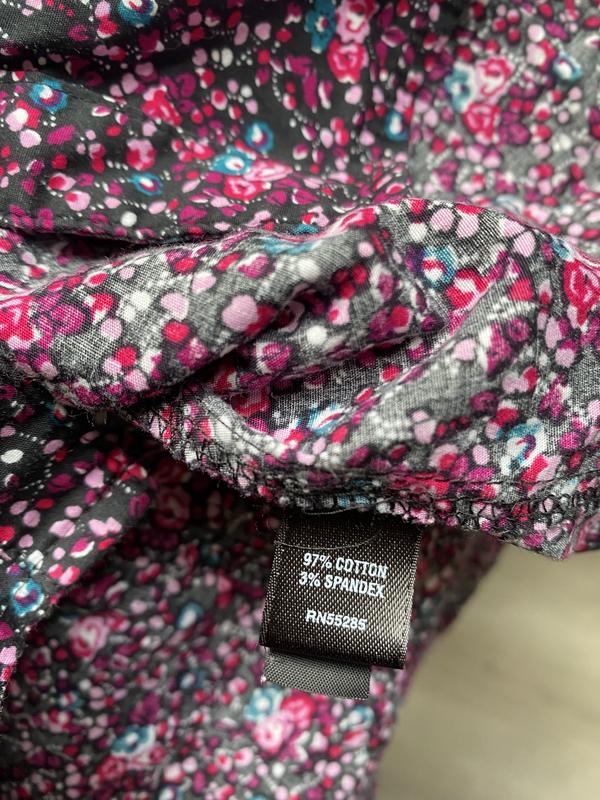 97% COTTON
3% SPANDEX
RN55285